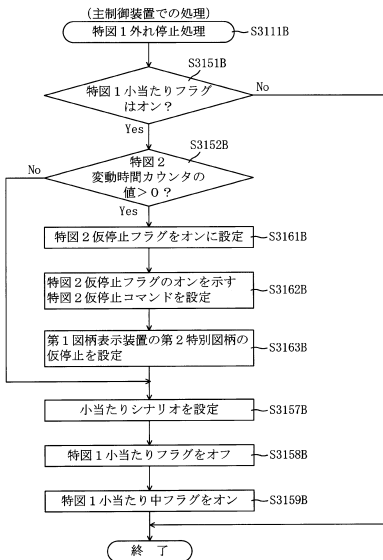 (主制御装置での処理)
特図1外れ停止処理
S3111B
S3151B
特図1小当たりフラグ
はオン?
No
Yes
S3152B
No
特図2
変動時間カウンタの
値>0?
Yes
特図2仮停止フラグをオンに設定
S3161B
特図2仮停止フラグのオンを示す
特図2仮停止コマンドを設定
S3162B
第1図柄表示装置の第2特別図柄の
仮停止を設定
S3163B
小当たりシナリオを設定
S3157B
特図1小当たりフラグをオフ
S3158B
特図1小当たり中フラグをオン
S3159B
終 了